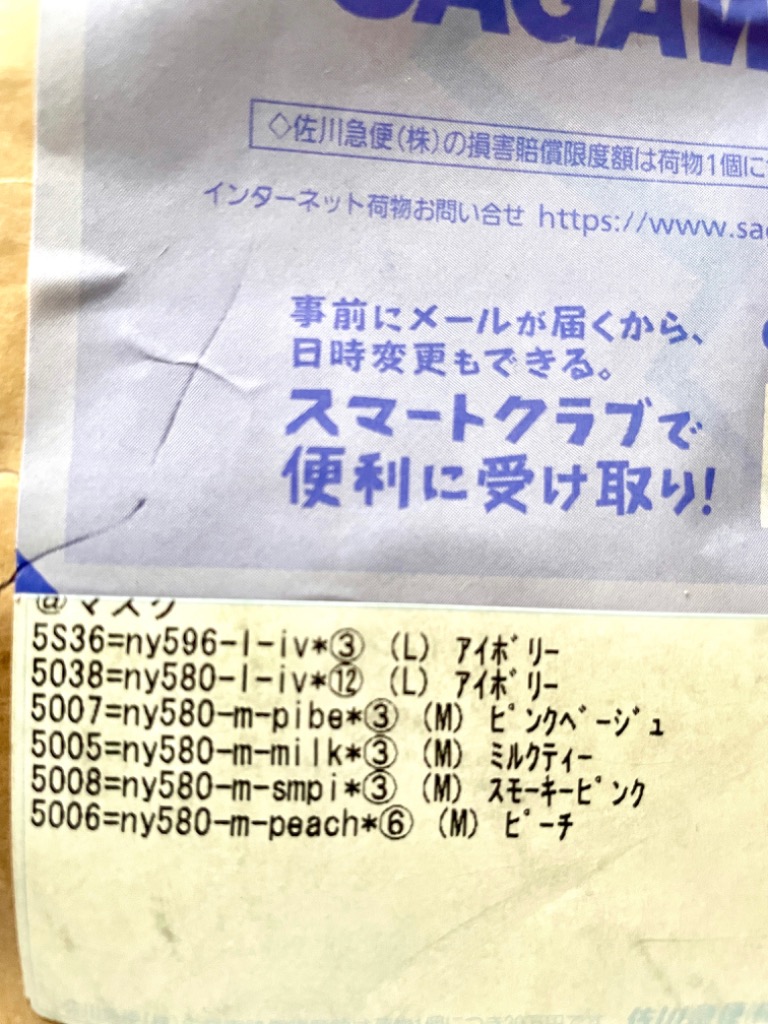 SAGAW
◇佐川急便(株)の損害賠償限度額は荷物1個に
インターネット荷物お問い合せ https://www.sa
事前にメールが届くから、
日時変更もできる。
スマートクラブで
便利に受け取り!
@マスク
5S36=ny596-l-iv*③ (L) アイボリー
5038=ny580-l-iv*⑫ (L) アイボリー
5007=ny580-m-pibe*③ (M) ピンクベージュ
5005=ny580-m-milk*③ (M) ミルクティー
5008=ny580-m-smpi*③ (M) スモーキーピンク
5006=ny580-m-peach*⑥ (M) ピーチ